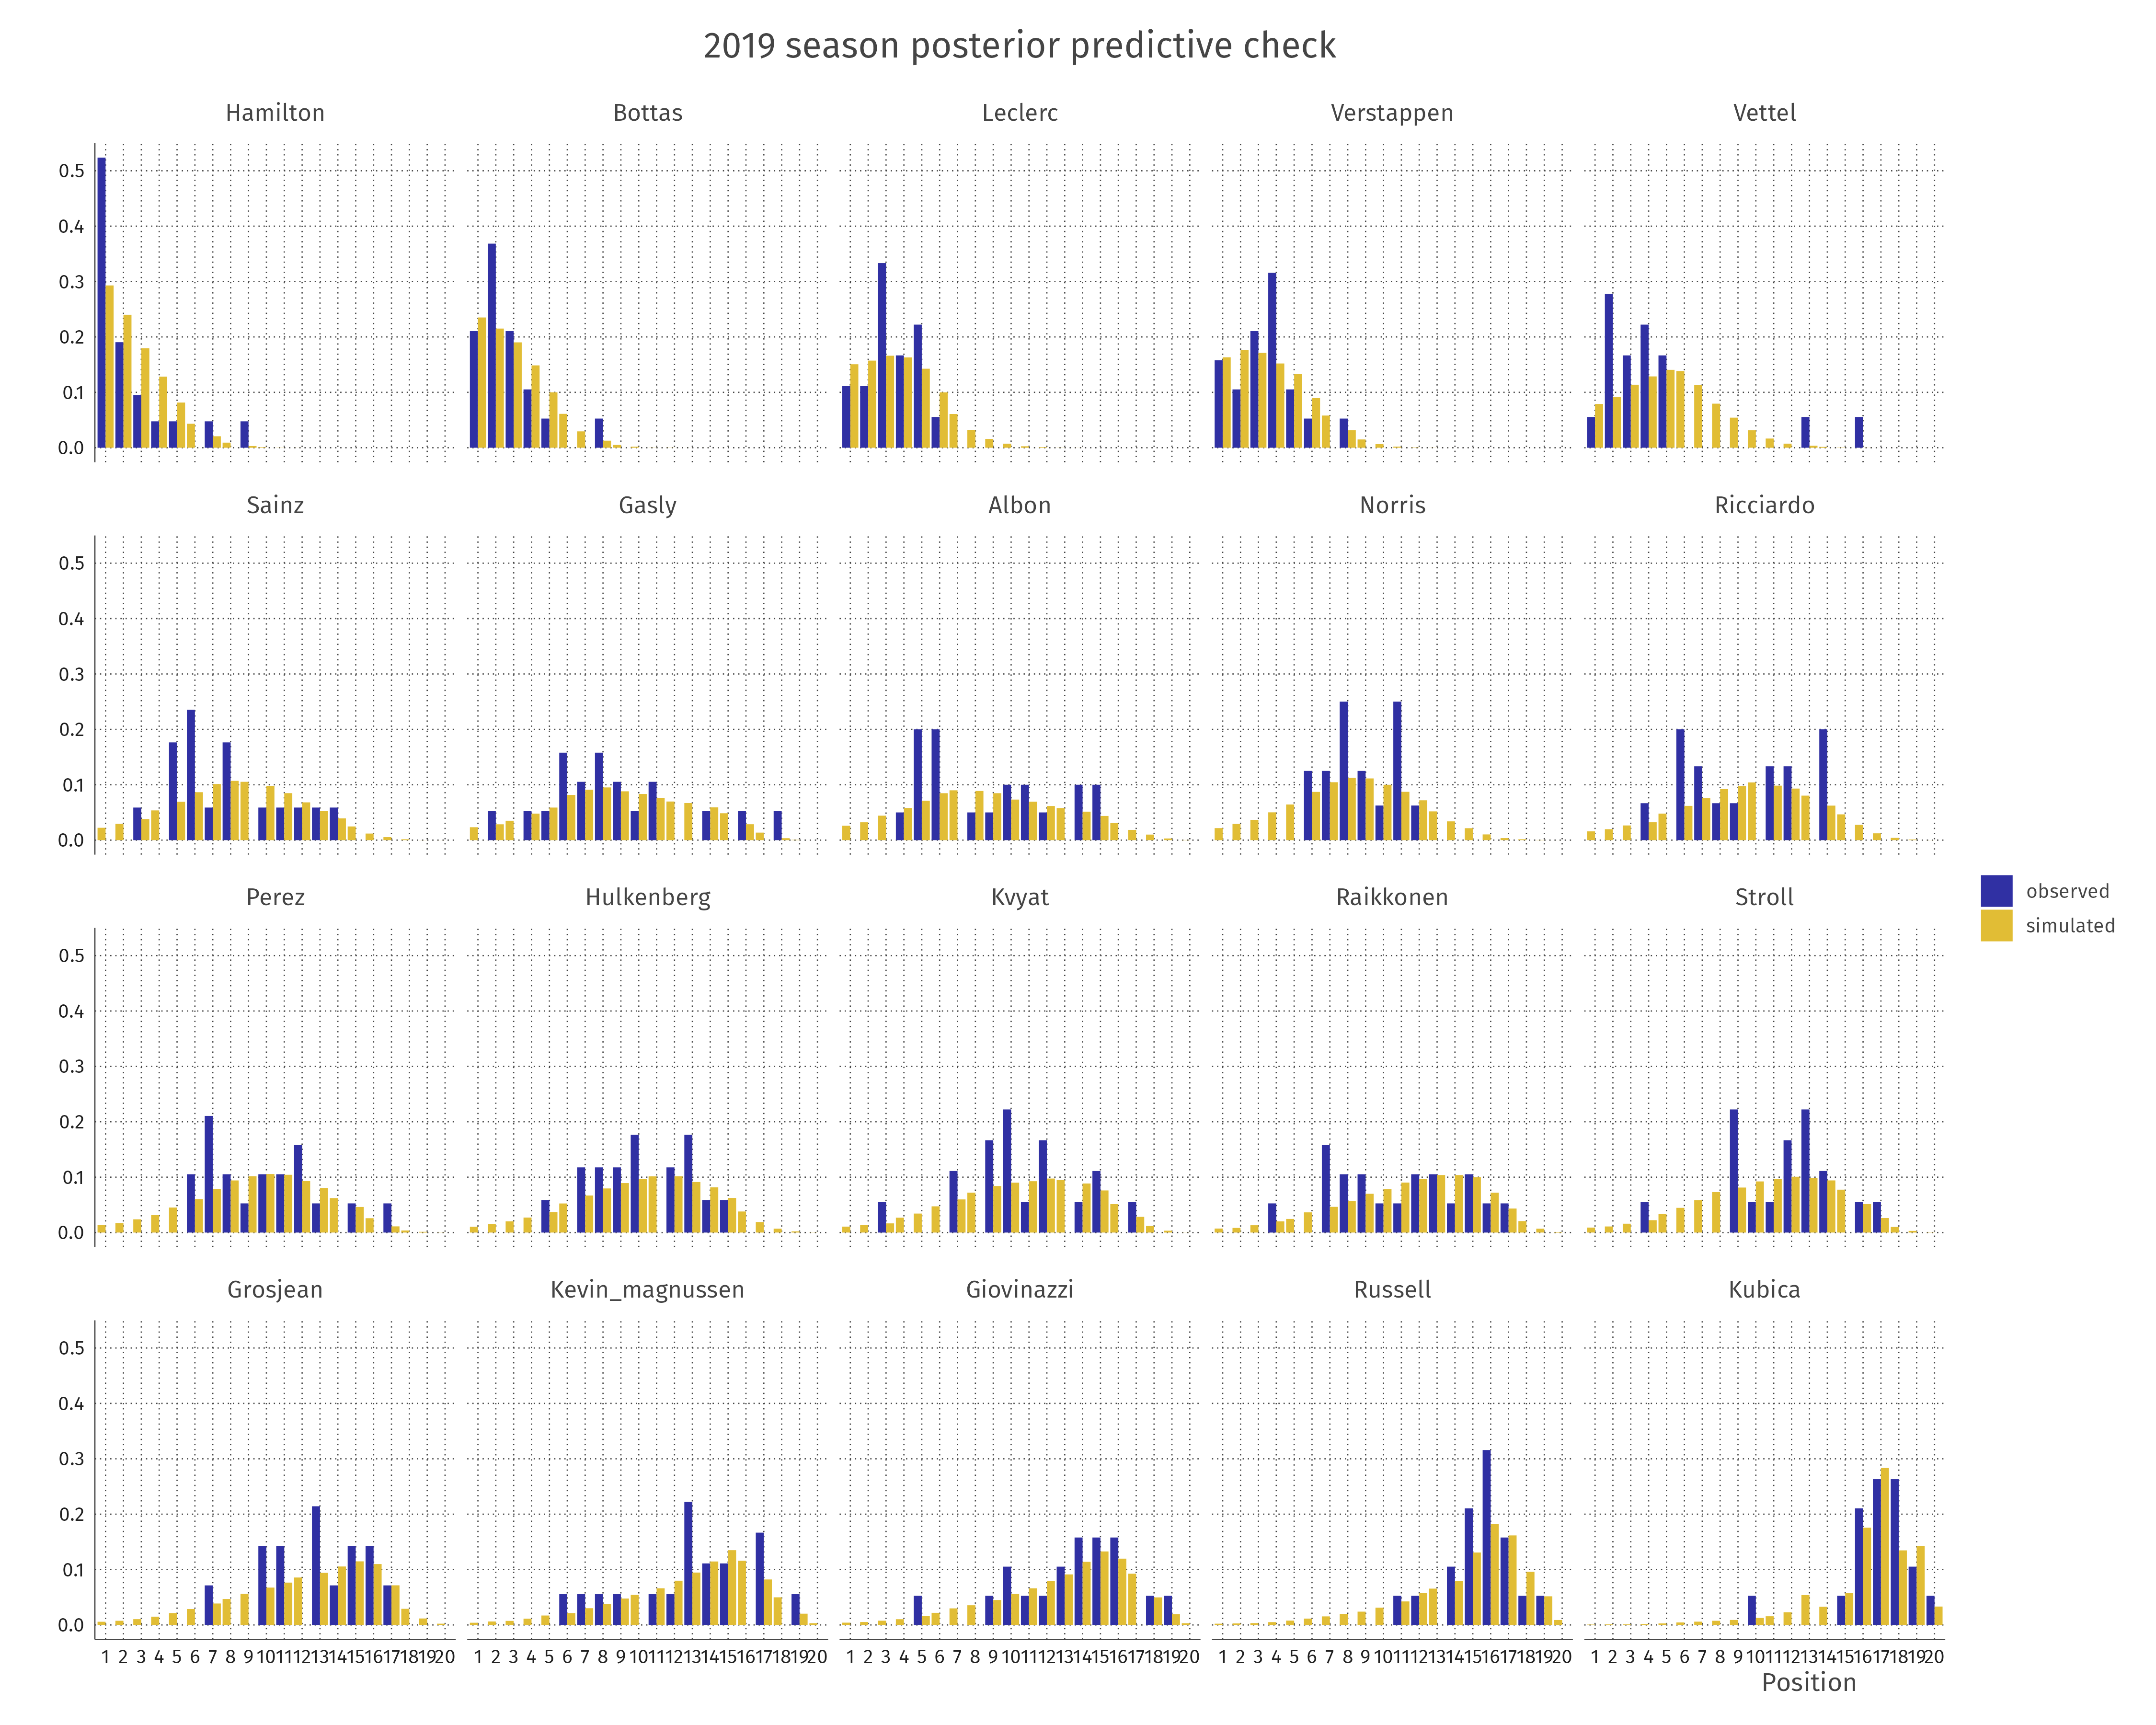 2019 season posterior predictive check
Hamilton Bottas Leclerc Verstappen Vettel
0.5
0.4
0.3
0.2
0.1
0.0
Sainz Gasly Albon Norris Ricciardo
0.5
0.4
0.3
0.2
0.1
0.0
observed
simulated
Perez Hulkenberg Kvyat Raikkonen Stroll
0.5
0.4
0.3
0.2
0.1
0.0
Grosjean Kevin_magnussen Giovinazzi Russell Kubica
0.5
0.4
0.3
0.2
0.1
0.0
1 2 3 4 5 6 7 8 9 10 11 12 13 14 15 16 17 18 19 20 1 2 3 4 5 6 7 8 9 10 11 12 13 14 15 16 17 18 19 20 1 2 3 4 5 6 7 8 9 10 11 12 13 14 15 16 17 18 19 20 1 2 3 4 5 6 7 8 9 10 11 12 13 14 15 16 17 18 19 20 1 2 3 4 5 6 7 8 9 10 11 12 13 14 15 16 17 18 19 20
Position